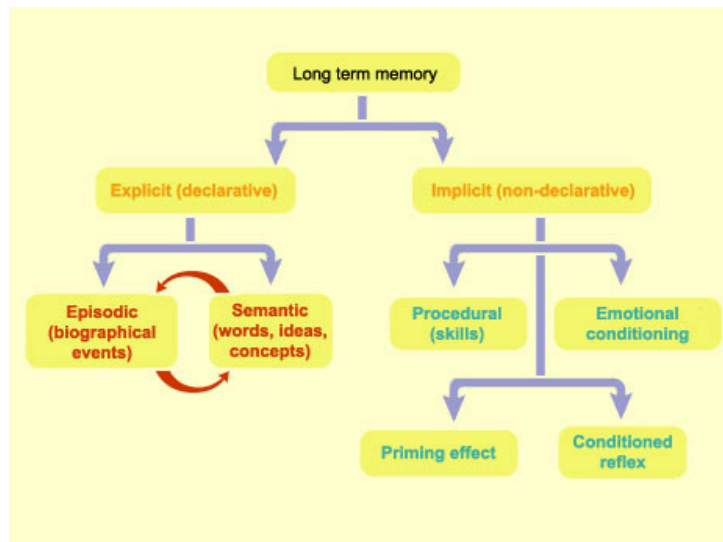 Long term memory
Explicit (declarative)
Implicit (non-declarative)
Episodic
(biographical
events)
Semantic
(words, ideas,
concepts)
Procedural
(skills)
Emotional
conditioning
Priming effect
Conditioned
reflex